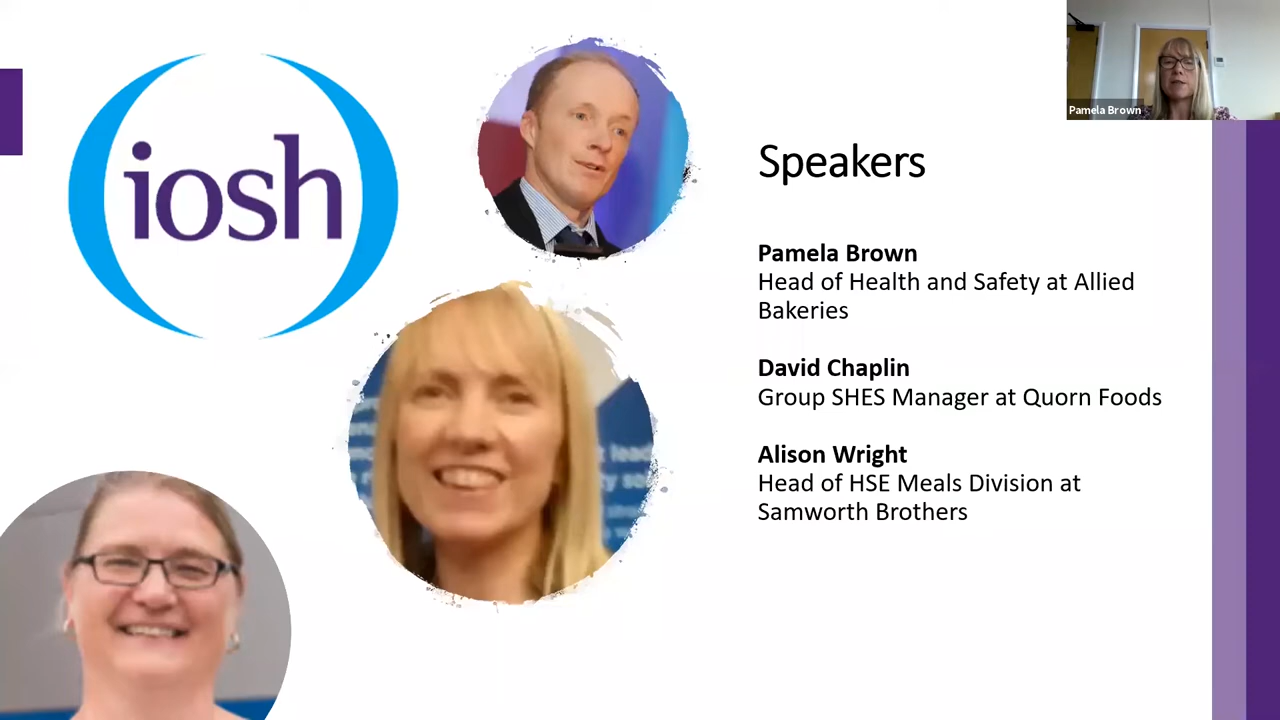 iosh
Pamela Brown
Speakers
Pamela Brown
Head of Health and Safety at Allied
Bakeries
David Chaplin
Group SHES Manager at Quorn Foods
Alison Wright
Head of HSE Meals Division at
Samworth Brothers